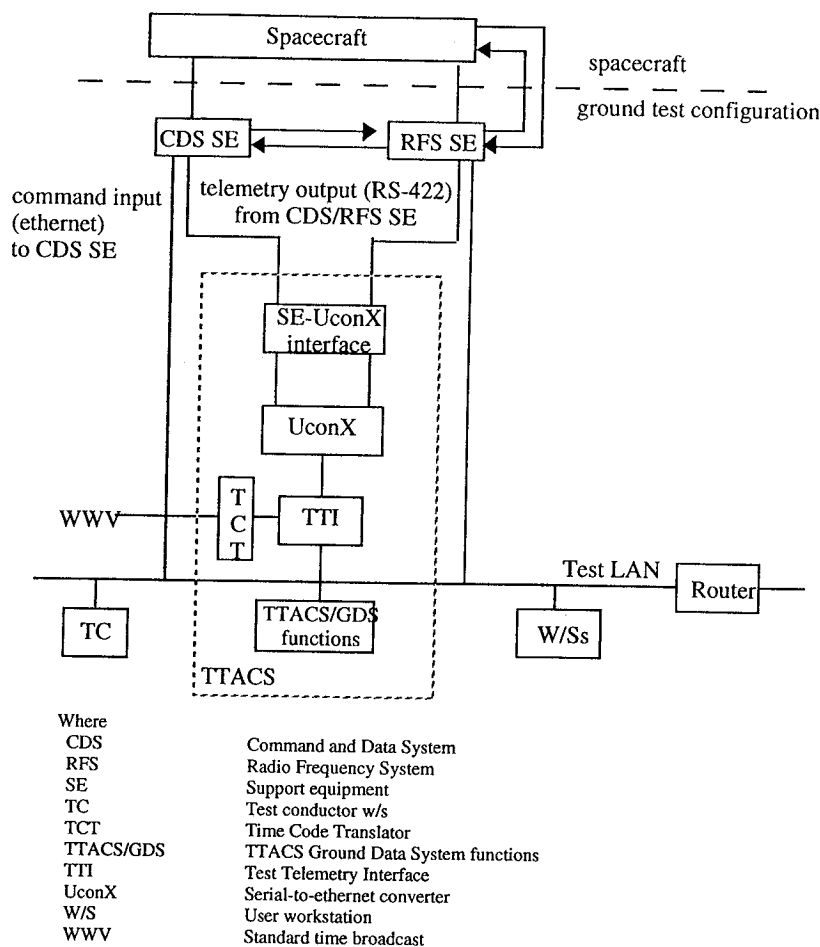 Spacecraft
spacecraft
ground test configuration
CDS SE
RFS SE
command input
(ethernet)
to CDS SE
telemetry output (RS-422)
from CDS/RFS SE
SE-UconX
interface
UconX
WWV
T
C
T
TTI
Test LAN
Router
TC
TTACS/GDS
functions
W/Ss
TTACS
Where
CDS Command and Data System
RFS Radio Frequency System
SE Support equipment
TC Test conductor w/s
TCT Time Code Translator
TTACS/GDS TTACS Ground Data System functions
TTI Test Telemetry Interface
UconX Serial-to-ethernet converter
W/S User workstation
WWV Standard time broadcast